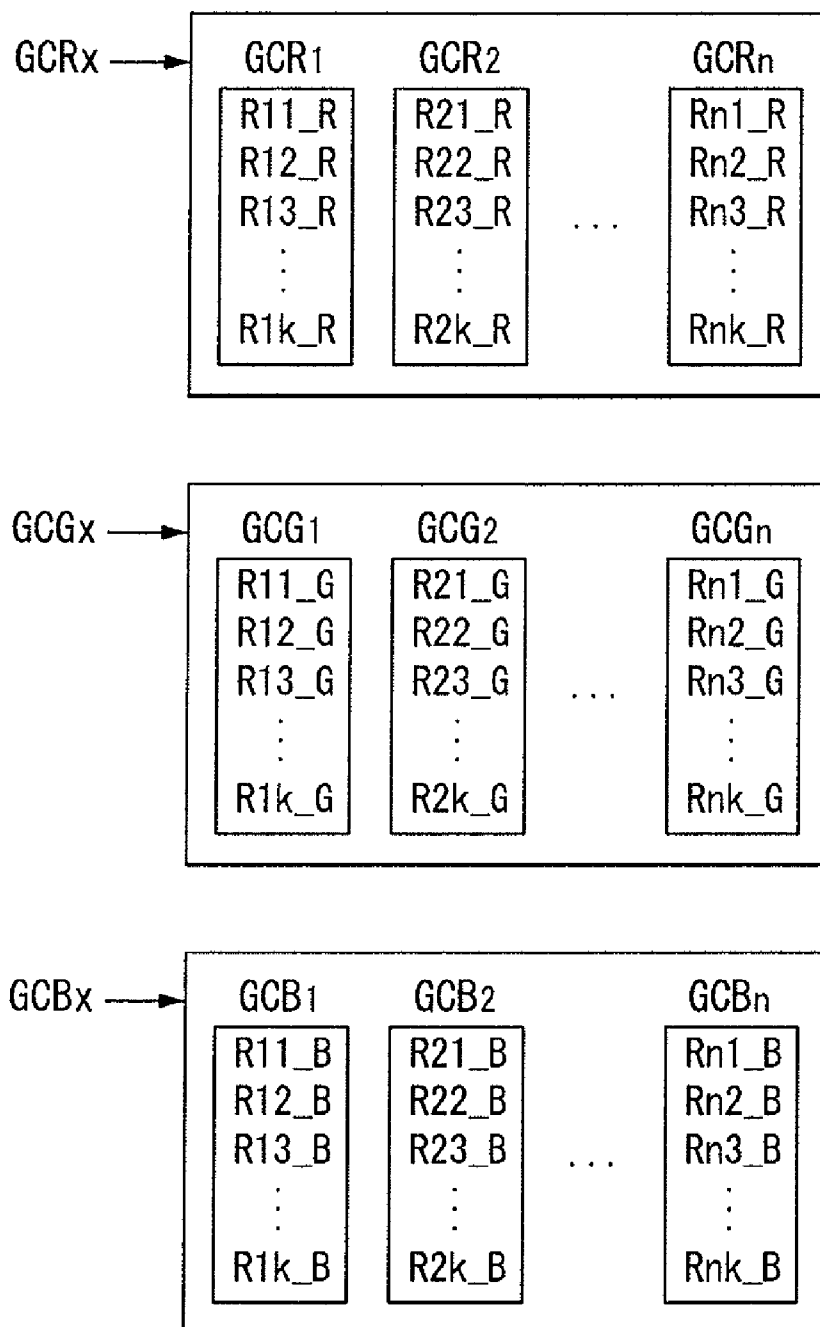 GCRx GCR1 GCR2 GCRn
R11_R R21_R Rn1_R
R12_R R22_R Rn2_R
R13_R R23_R ... Rn3_R
⋮ ⋮ ⋮
R1k_R R2k_R Rnk_R
GCGx GCG1 GCG2 GCGn
R11_G R21_G Rn1_G
R12_G R22_G Rn2_G
R13_G R23_G ... Rn3_G
⋮ ⋮ ⋮
R1k_G R2k_G Rnk_G
GCBx GCB1 GCB2 GCBn
R11_B R21_B Rn1_B
R12_B R22_B Rn2_B
R13_B R23_B ... Rn3_B
⋮ ⋮ ⋮
R1k_B R2k_B Rnk_B